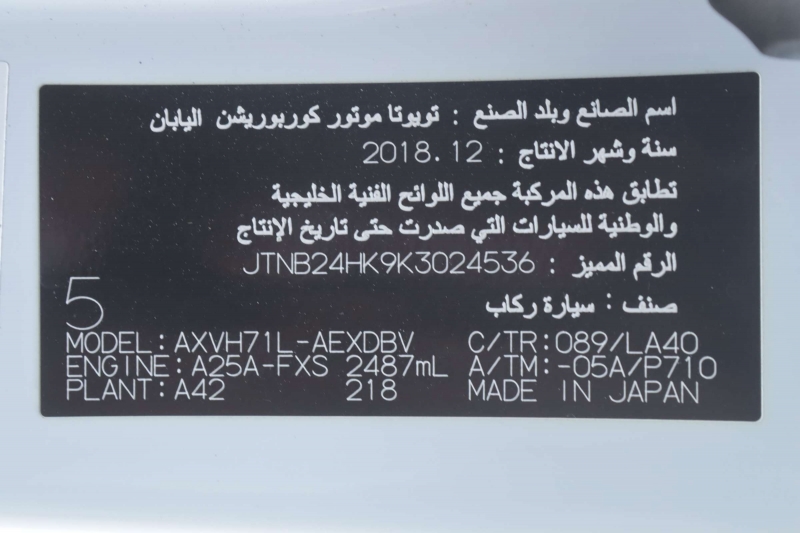 اسم الصانع وبلد الصنع : تويوتا موتور كوربوريشن اليابان
سنة وشهر الانتاج : 2018.12
تطابق هذه المركبة جميع اللوائح الفنية الخليجية
والوطنية للسيارات التي صدرت حتى تاريخ الإنتاج
الرقم المميز : JTNB24HK9K3024536
صنف : سيارة ركاب
5
MODEL:AXVH71L-AEXDBV C/TR:089/LA40
ENGINE:A25A-FXS 2487mL A/TM:-05A/P710
PLANT:A42 218 MADE IN JAPAN